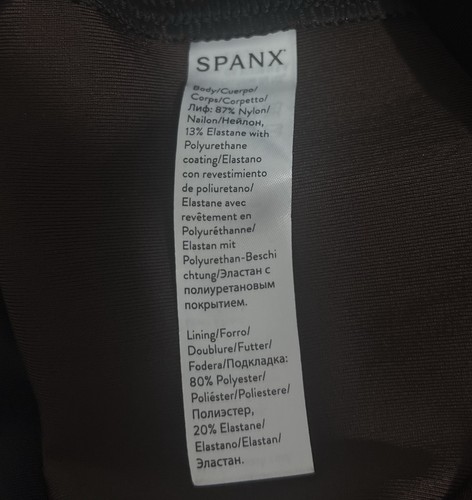 SPANX
Body/Cuerpo/
Corps/Corpetto/
Лиф: 87% Nylon/
Nailon/Нейлон,
13% Elastane with
Polyurethane
coating/Elastano
con revestimiento
de poliuretano/
Elastane avec
revêtement en
Polyuréthanne/
Elastan mit
Polyurethan-Beschi
chtung/Эластан с
полиуретановым
покрытием.
Lining/Forro/
Doublure/Futter/
Fodera/Подкладка:
80% Polyester/
Poliéster/Poliestere/
Полиэстер,
20% Elastane/
Elastano/Elastan/
Эластан.